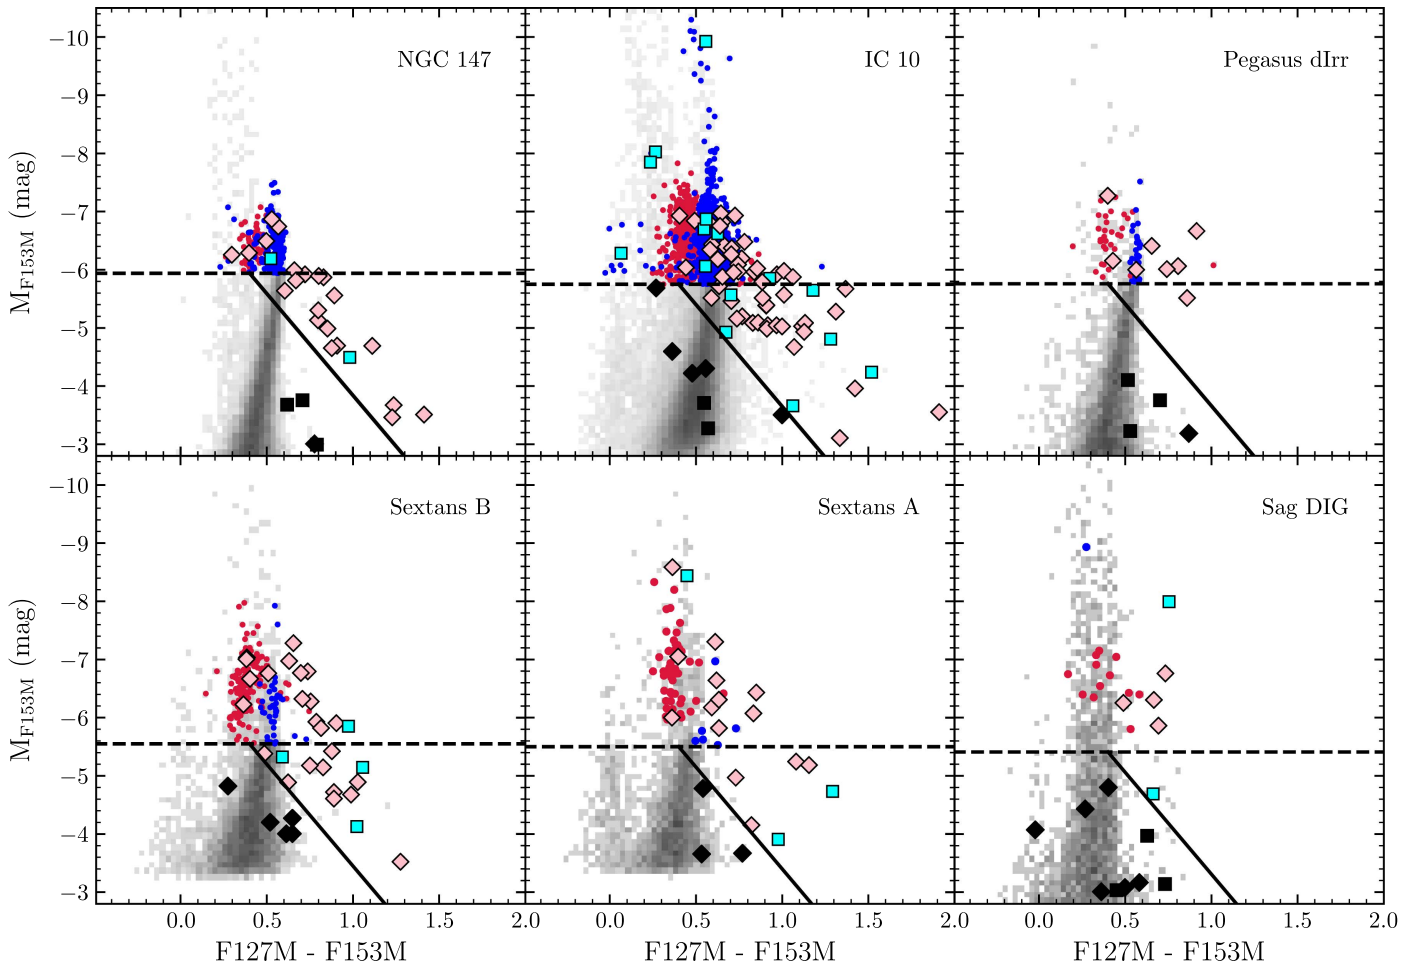 NGC 147
IC 10
Pegasus dIrr
−10
−9
−8
−7
−6
−5
−4
−3
M_F153M (mag)
Sextans B
Sextans A
Sag DIG
−10
−9
−8
−7
−6
−5
−4
−3
M_F153M (mag)
0.0 0.5 1.0 1.5 2.0 0.0 0.5 1.0 1.5 2.0 0.0 0.5 1.0 1.5 2.0
F127M - F153M
F127M - F153M
F127M - F153M